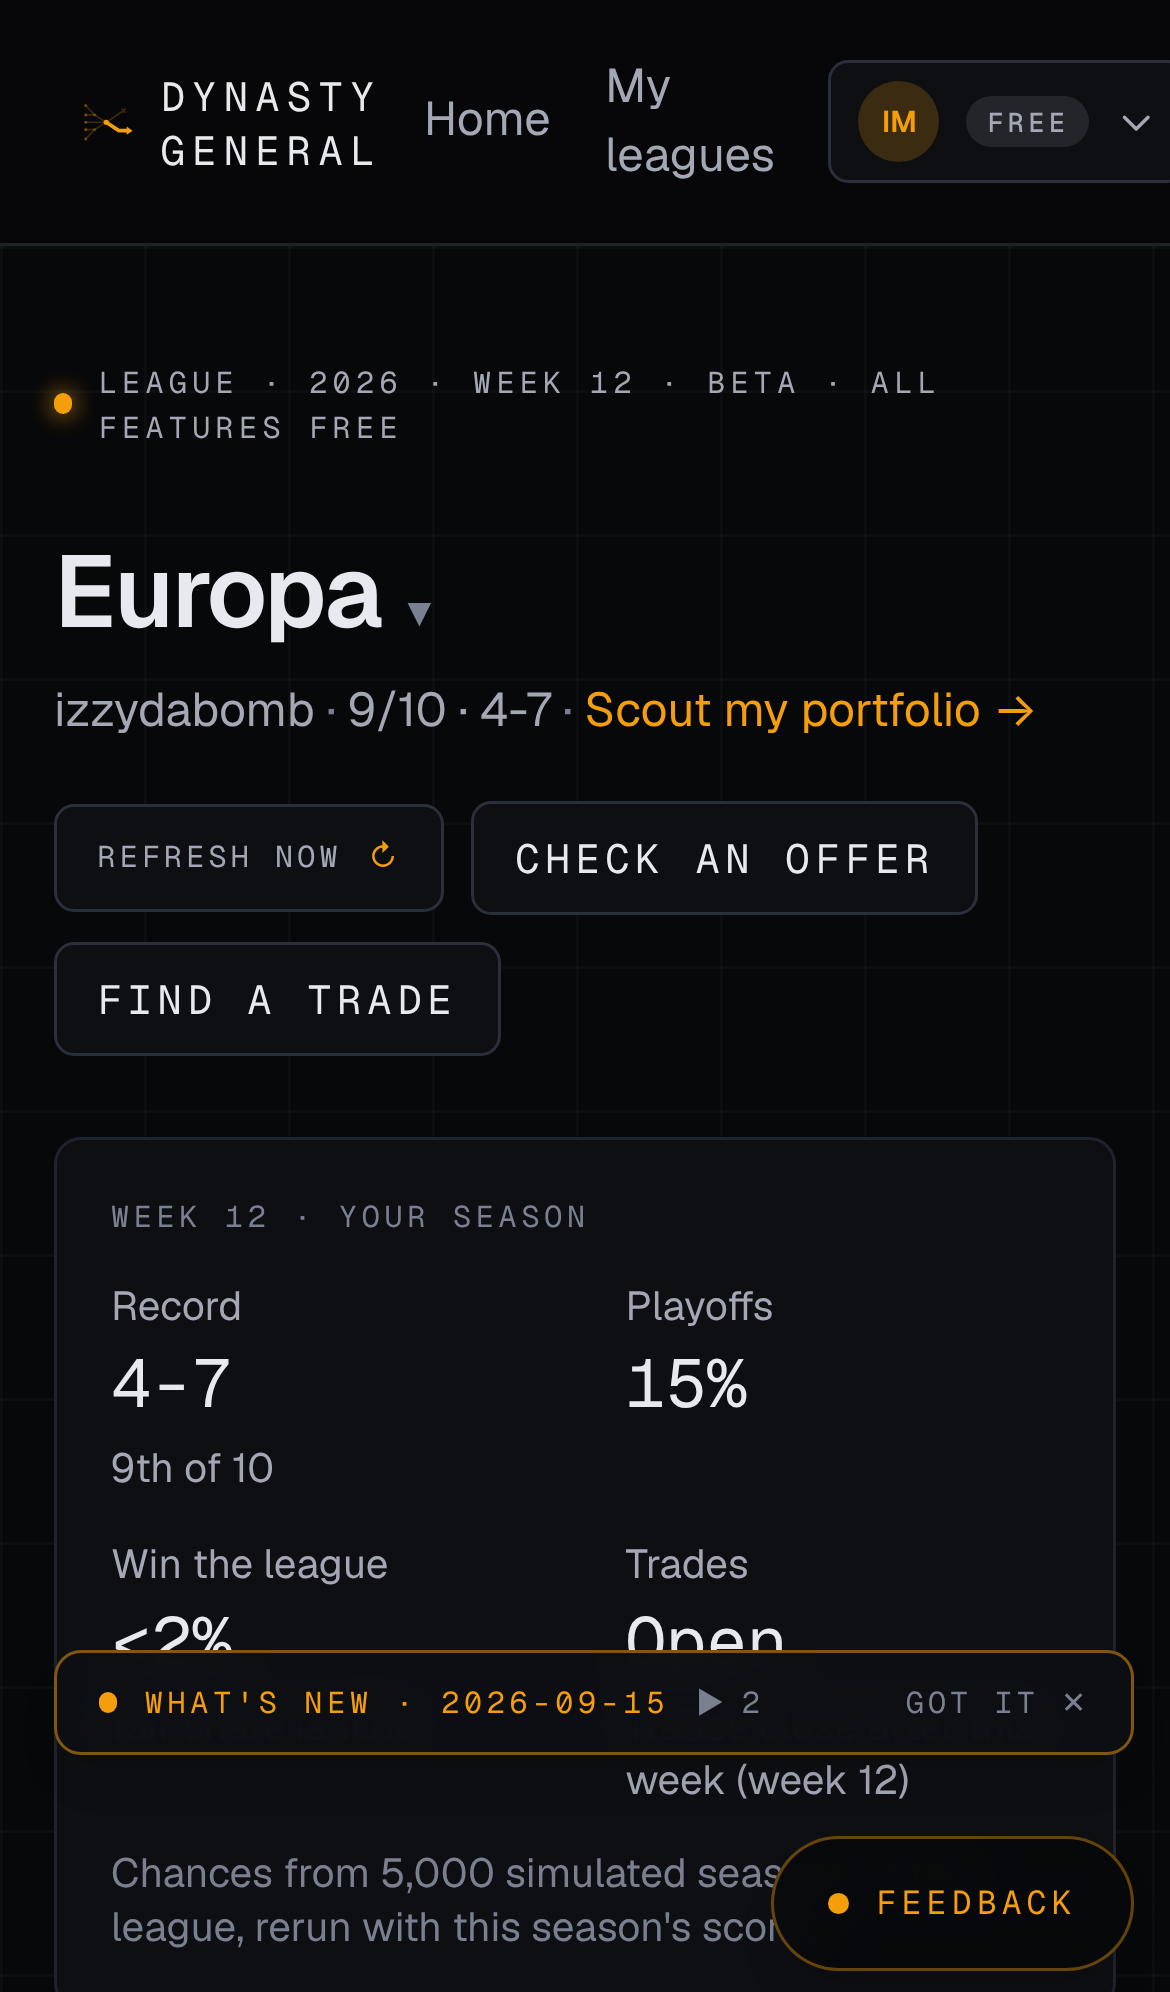 DYNASTY
GENERAL
Home
My
leagues
IM
FREE
LEAGUE · 2026 · WEEK 12 · BETA · ALL
FEATURES FREE
Europa ▼
izzydabomb · 9/10 · 4-7 · Scout my portfolio →
REFRESH NOW ↻
CHECK AN OFFER
FIND A TRADE
WEEK 12 · YOUR SEASON
Record
4-7
9th of 10
Playoffs
15%
Win the league
<2%
Trades
Open
WHAT'S NEW · 2026-09-15 ▶ 2
GOT IT ✕
week (week 12)
Chances from 5,000 simulated
league, rerun with this season's
FEEDBACK